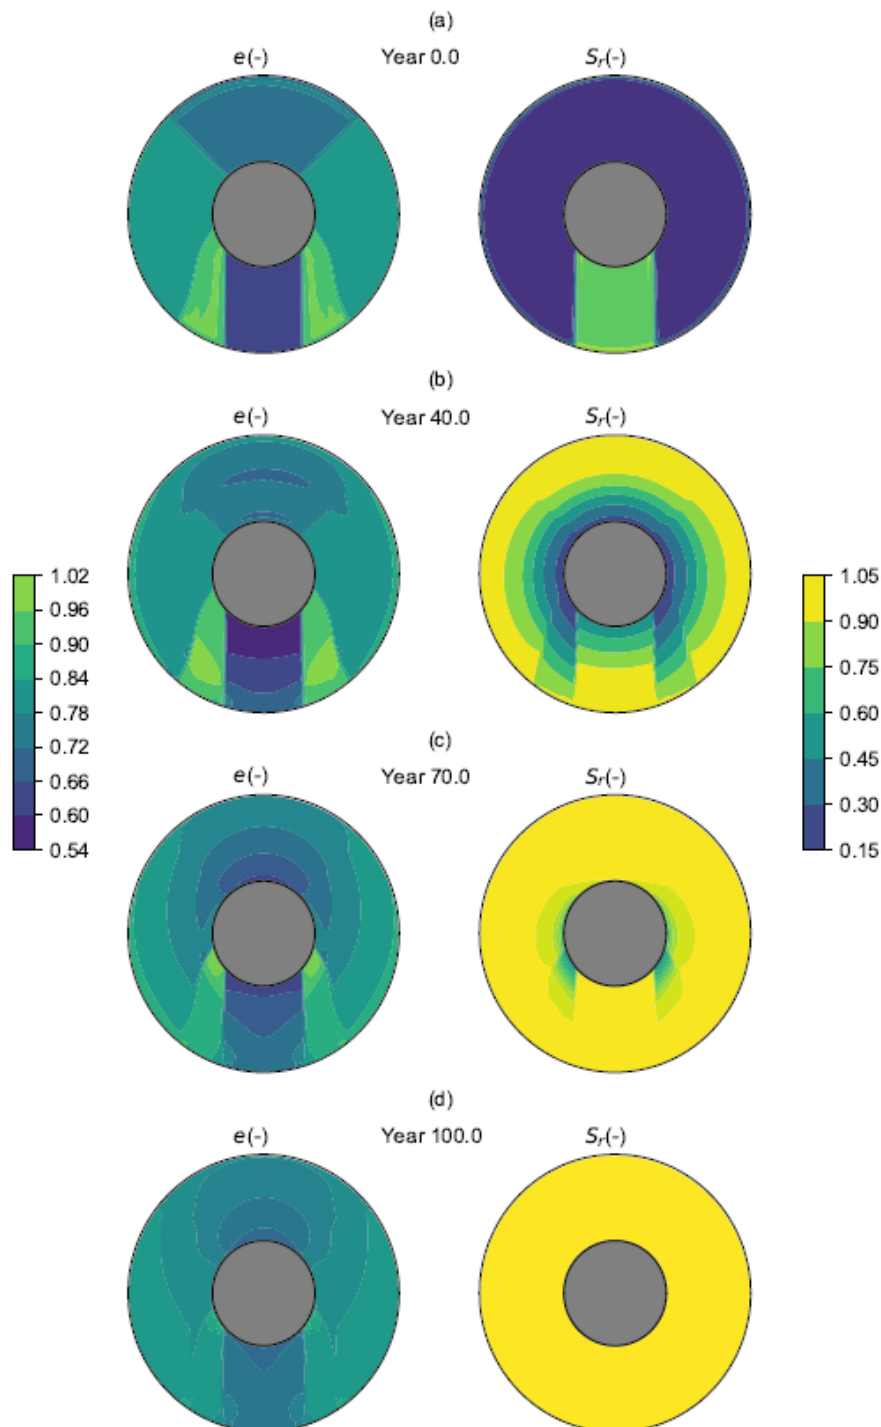 (a)
e(-) Year 0.0 Sᵣ(-)
(b)
e(-) Year 40.0 Sᵣ(-)
1.02
0.96
0.90
0.84
0.78
0.72
0.66
0.60
0.54
1.05
0.90
0.75
0.60
0.45
0.30
0.15
(c)
e(-) Year 70.0 Sᵣ(-)
(d)
e(-) Year 100.0 Sᵣ(-)